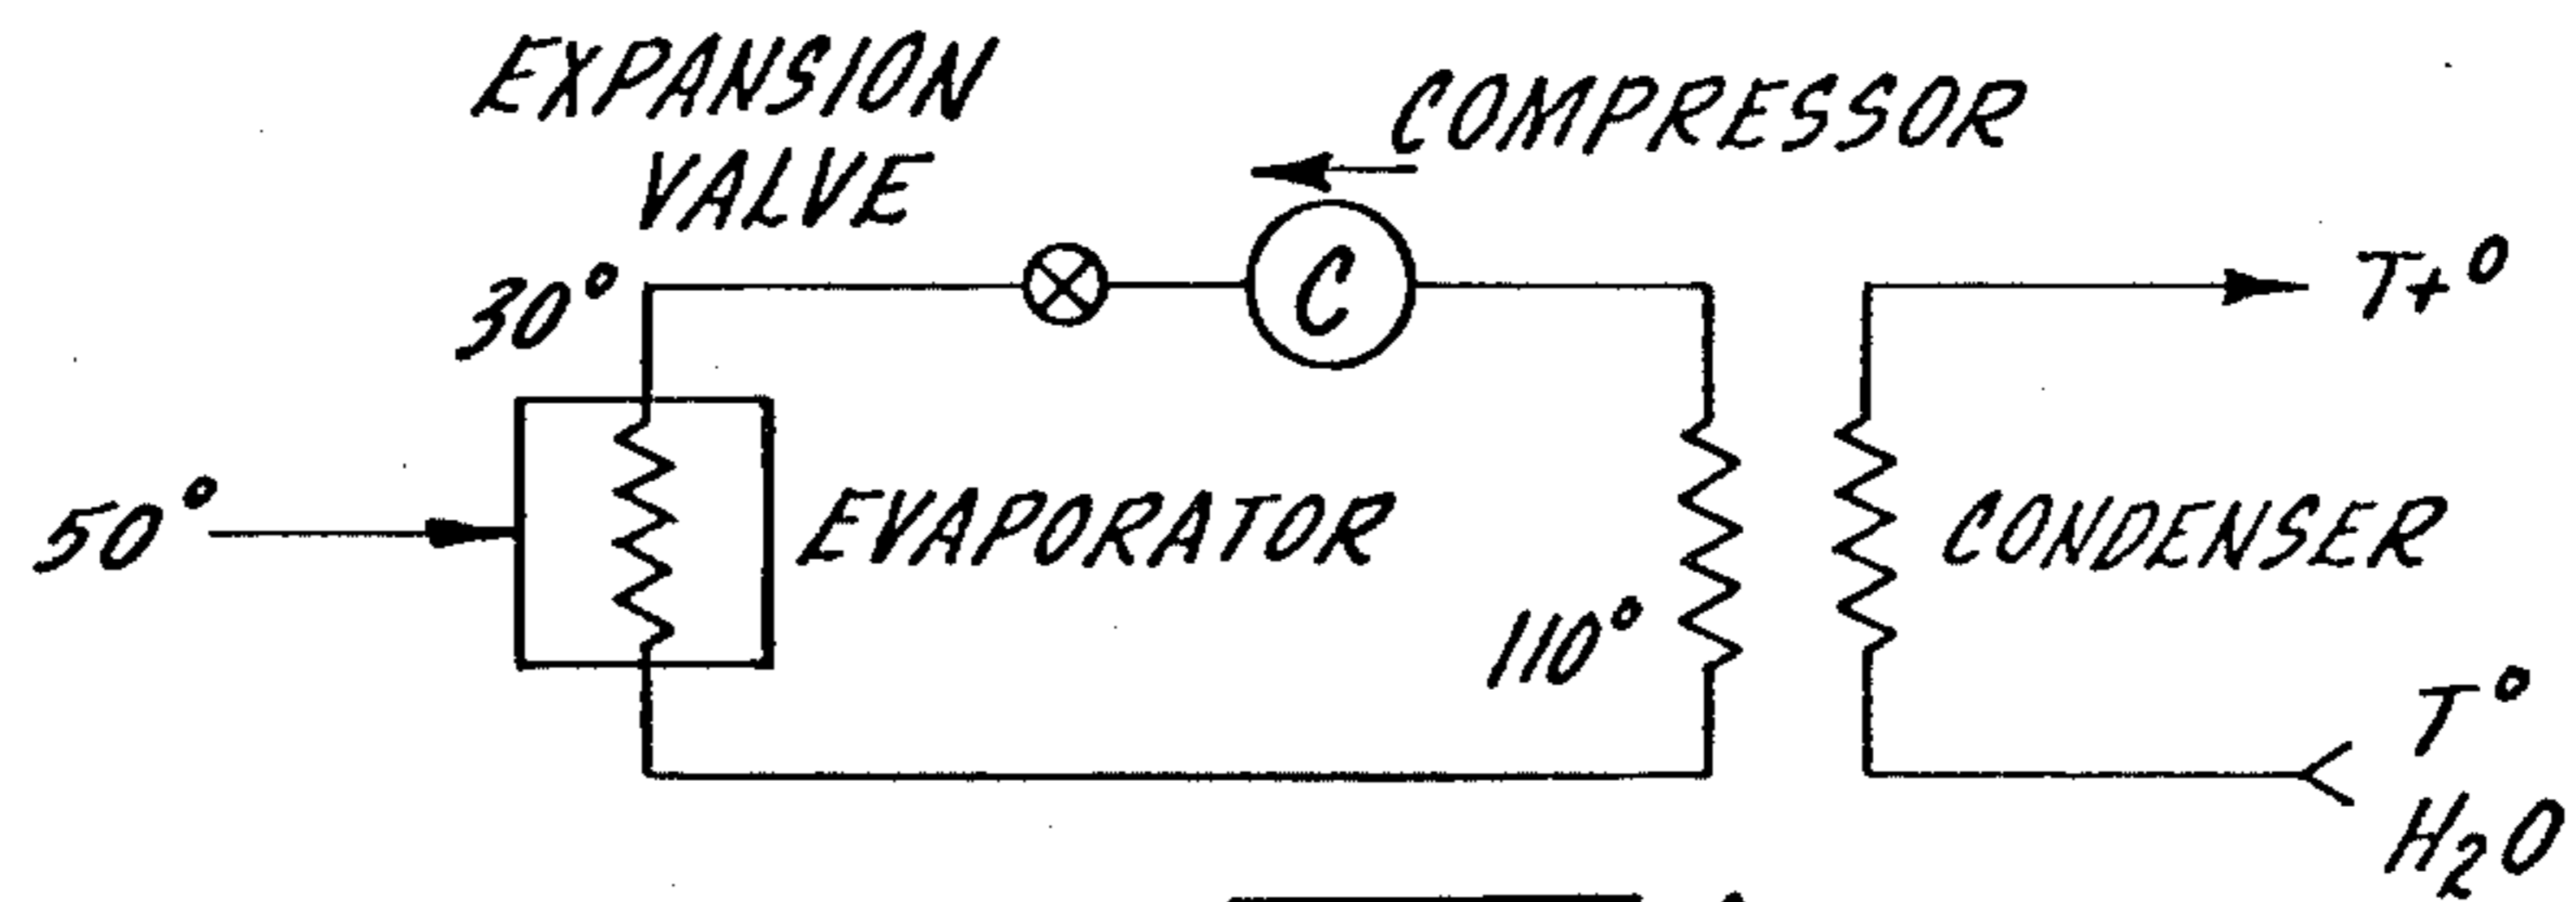 EXPANSION
VALVE
COMPRESSOR
30°
C
T+°
50°
EVAPORATOR
110°
CONDENSER
T°
H₂O